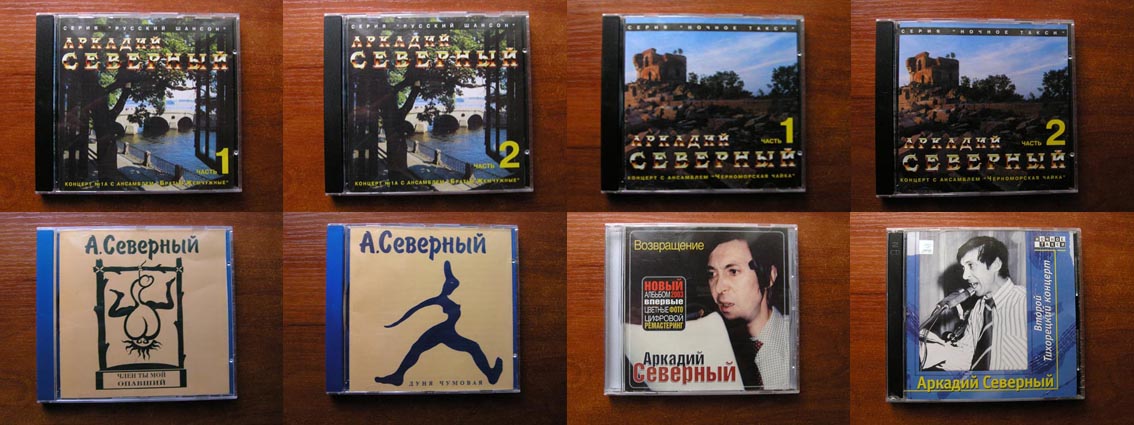 СЕРИЯ "РУССКИЙ ШАНСОН"
АРКАДИЙ
СЕВЕРНЫЙ
ЧАСТЬ 1
КОНЦЕРТ №1А С АНСАМБЛЕМ "БРАТЬЯ ЖЕМЧУЖНЫЕ"
СЕРИЯ "РУССКИЙ ШАНСОН"
АРКАДИЙ
СЕВЕРНЫЙ
ЧАСТЬ 2
КОНЦЕРТ №1А С АНСАМБЛЕМ "БРАТЬЯ ЖЕМЧУЖНЫЕ"
СЕРИЯ "НОЧНОЕ ТАКСИ"
АРКАДИЙ
ЧАСТЬ 1
СЕВЕРНЫЙ
КОНЦЕРТ С АНСАМБЛЕМ "ЧЕРНОМОРСКАЯ ЧАЙКА"
СЕРИЯ "НОЧНОЕ ТАКСИ"
АРКАДИЙ
ЧАСТЬ 2
СЕВЕРНЫЙ
КОНЦЕРТ С АНСАМБЛЕМ "ЧЕРНОМОРСКАЯ ЧАЙКА"
А.Северный
ЧЛЕН ТЫ МОЙ
ОПАВШИЙ
А.Северный
ДУНЯ ЧУМОВАЯ
Возвращение
НОВЫЙ
АЛЬБОМ 2003
впервые
ЦВЕТНЫЕ ФОТО
ЦИФРОВОЙ
РЕМАСТЕРИНГ
Аркадий
Северный
Второй
Тихорецкий концерт
Аркадий Северный